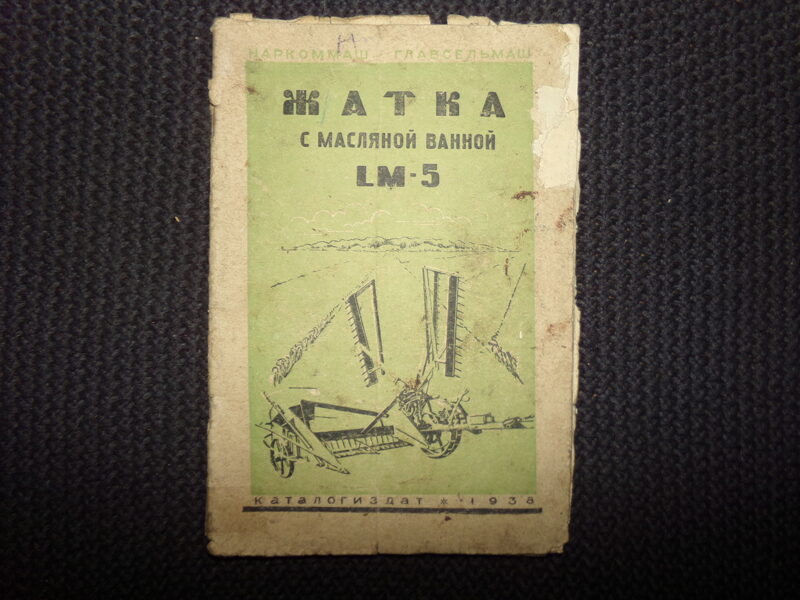 НАРКОММАШ - ГЛАВСЕЛЬМАШ
ЖАТКА
С МАСЛЯНОЙ ВАННОЙ
LM-5
КАТАЛОГИЗДАТ * 1938